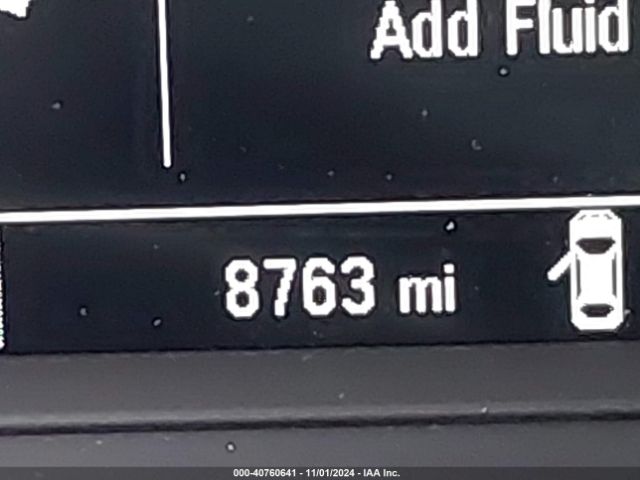 Add Fluid
8763 mi
000-40760641 - 11/01/2024 - IAA Inc.